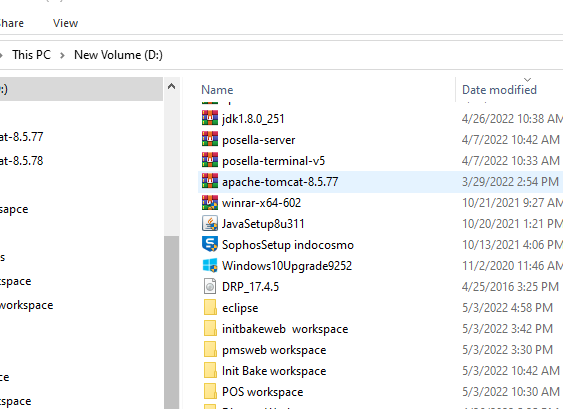 Share View
This PC > New Volume (D:)
:)
Name Date modified
jdk1.8.0_251 4/26/2022 10:38 AM
posella-server 4/7/2022 10:42 AM
cat-8.5.77
posella-terminal-v5 4/7/2022 10:33 AM
cat-8.5.78
apache-tomcat-8.5.77 3/29/2022 2:54 PM
winrar-x64-602 10/21/2021 9:27 AM
sapce
JavaSetup8u311 10/20/2021 1:21 PM
SophosSetup indocosmo 10/13/2021 4:06 PM
s
Windows10Upgrade9252 11/2/2020 11:46 AM
space
DRP_17.4.5 4/25/2016 3:25 PM
workspace
eclipse 5/3/2022 4:58 PM
initbakeweb workspace 5/3/2022 3:42 PM
pmsweb workspace 5/3/2022 3:30 PM
ce
Init Bake workspace 5/3/2022 10:42 AM
space
POS workspace 5/3/2022 10:30 AM